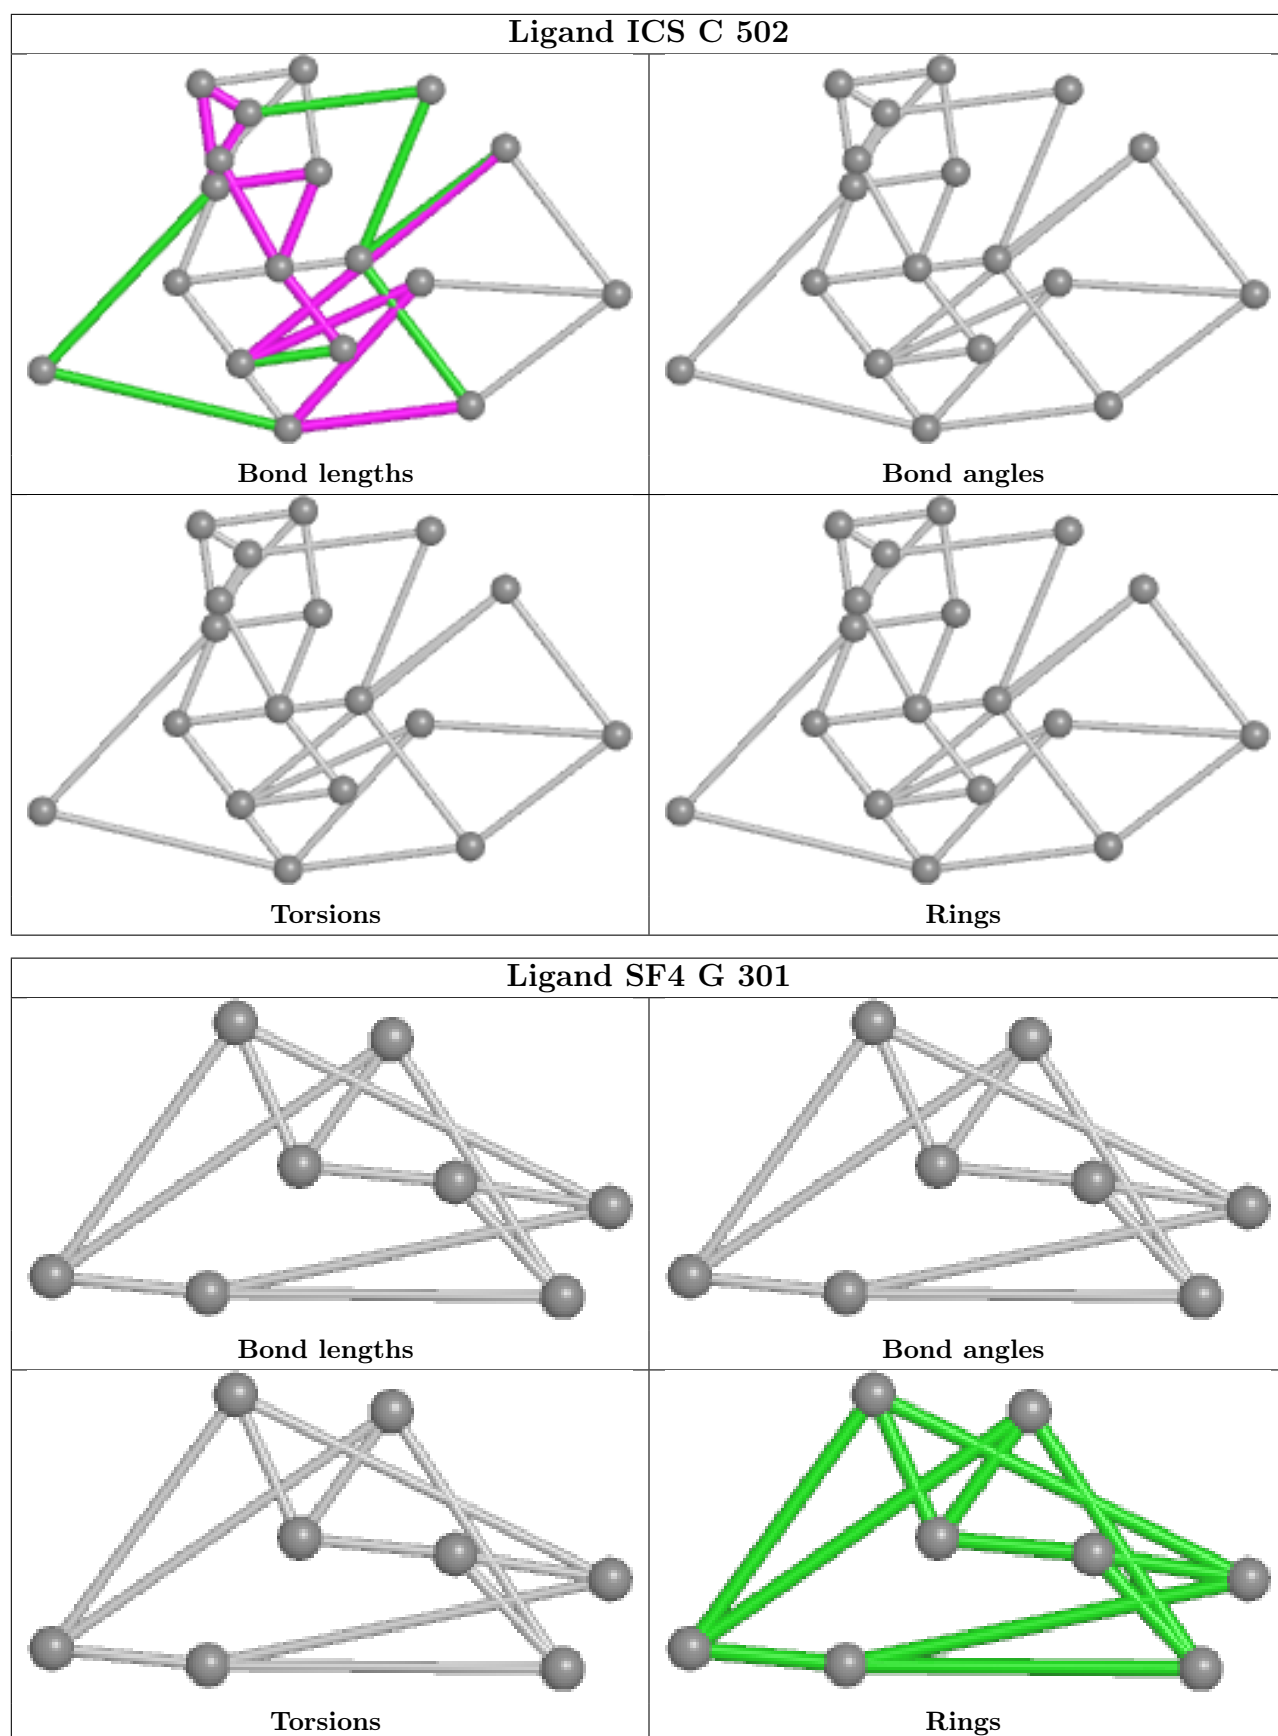 Ligand ICS C 502
Bond lengths
Bond angles
Torsions
Rings
Ligand SF4 G 301
Bond lengths
Bond angles
Torsions
Rings